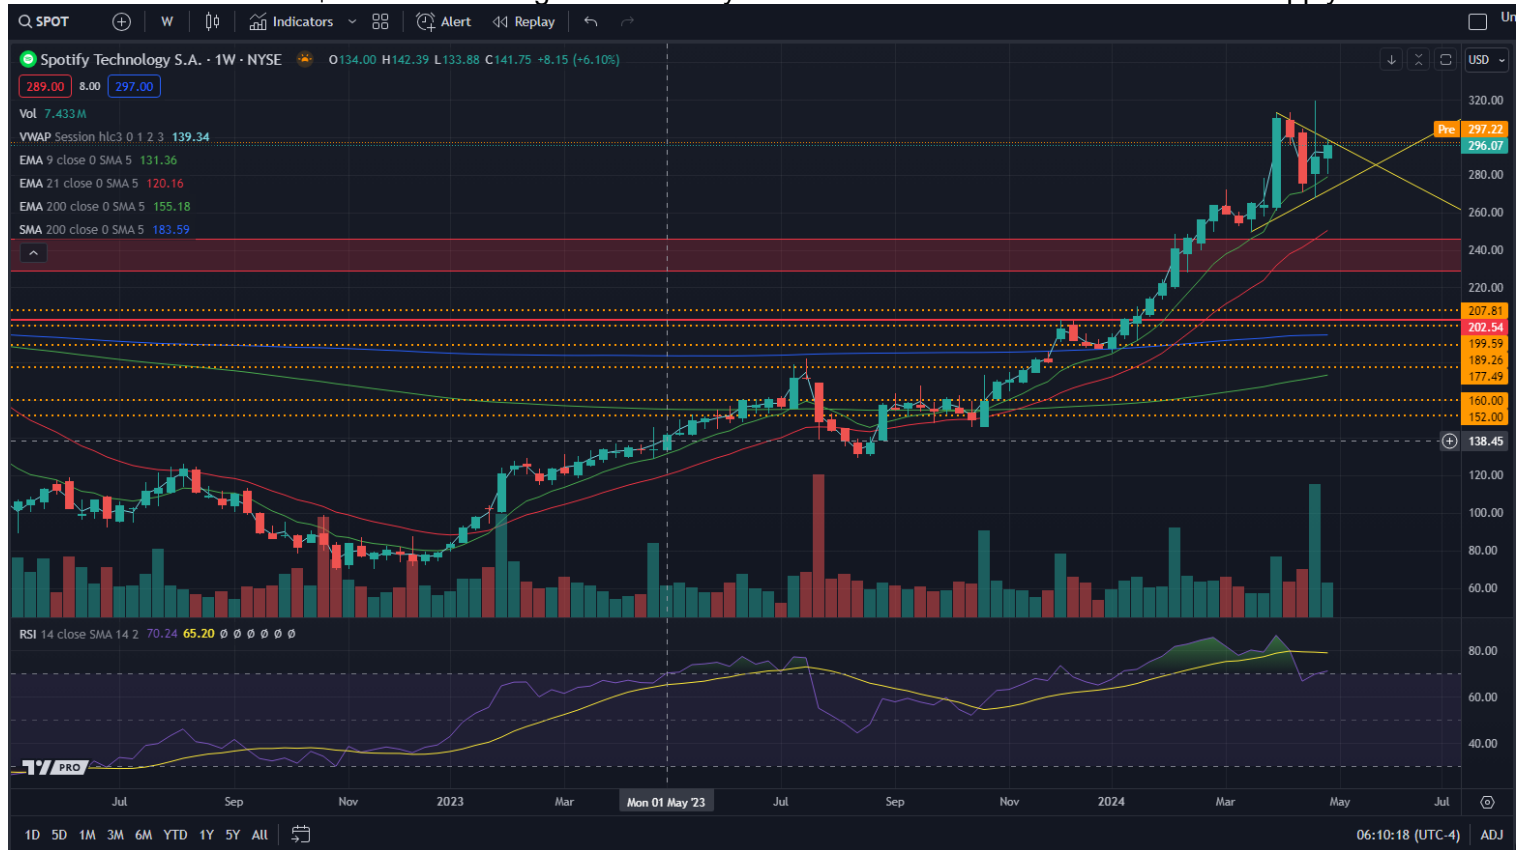 SPOT W Indicators Alert Replay Un
Spotify Technology S.A. · 1W · NYSE O134.00 H142.39 L133.88 C141.75 +8.15 (+6.10%) USD
289.00 8.00 297.00
Vol 7.433M
VWAP Session hlc3 0 1 2 3 139.34
EMA 9 close 0 SMA 5 131.36
EMA 21 close 0 SMA 5 120.16
EMA 200 close 0 SMA 5 155.18
SMA 200 close 0 SMA 5 183.59
320.00
Pre 297.22
296.07
280.00
260.00
240.00
220.00
207.81
202.54
199.59
189.26
177.49
160.00
152.00
138.45
120.00
100.00
80.00
60.00
RSI 14 close SMA 14 2 70.24 65.20 Ø Ø Ø Ø Ø Ø
80.00
60.00
40.00
PRO
Jul Sep Nov 2023 Mar Mon 01 May '23 Jul Sep Nov 2024 Mar May Jul
1D 5D 1M 3M 6M YTD 1Y 5Y All 06:10:18 (UTC-4) ADJ